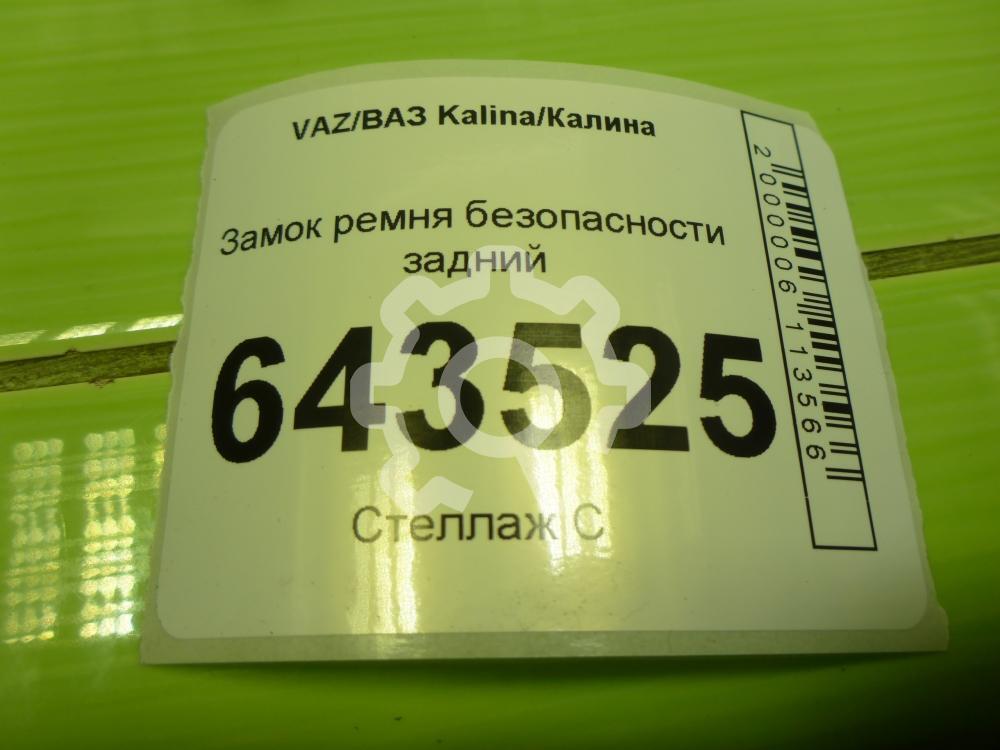 VAZ/ВАЗ Kalina/Калина
Замок ремня безопасности
задний
643525
Стеллаж С
2000006113566